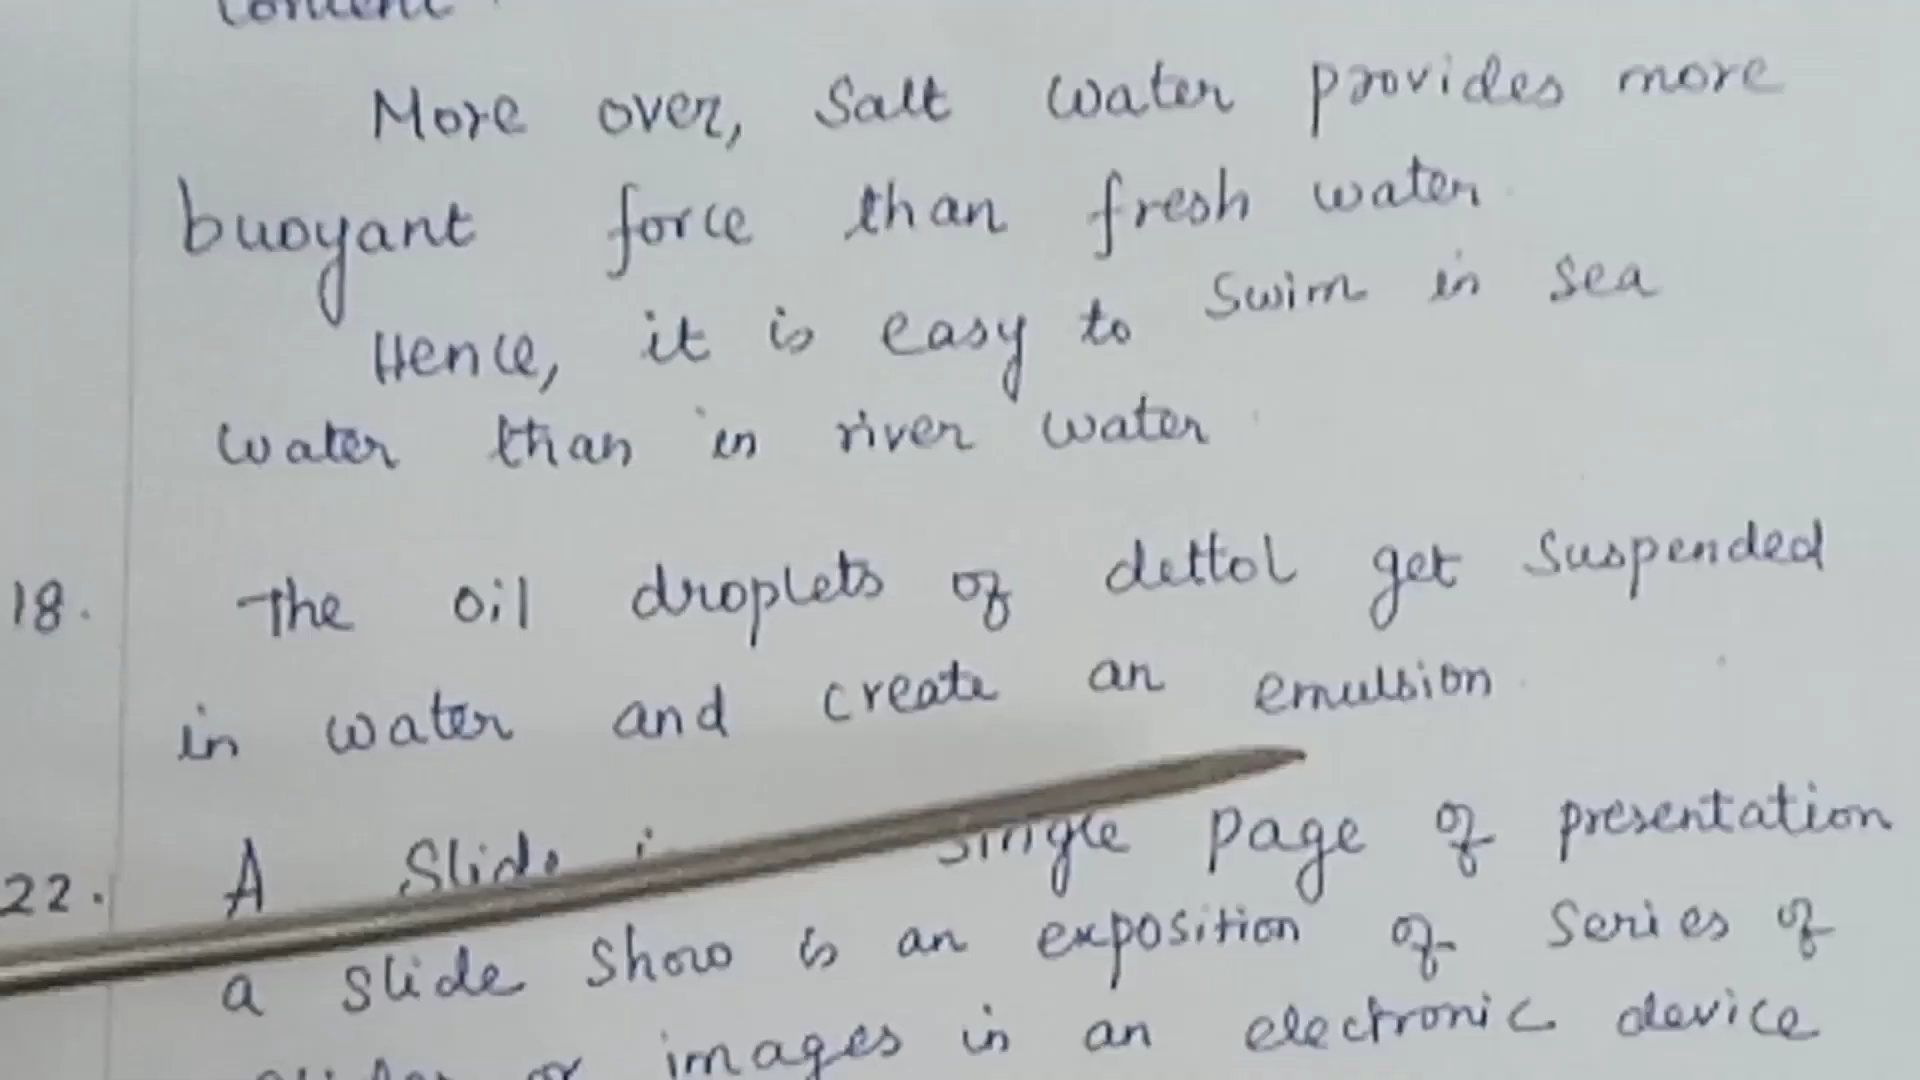 content
More over, Salt water provides more
buoyant force than fresh water.
Hence, it is easy to swim in sea
water than in river water.
18. The oil droplets of dettol get suspended
in water and create an emulsion.
22. A Slide single page of presentation
a slide show is an exposition of series of
or images in an electronic device